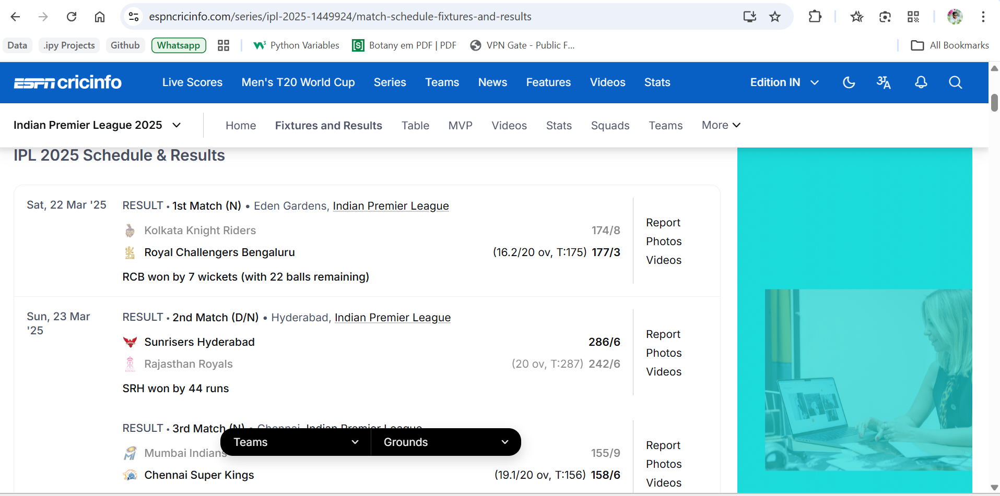 espncricinfo.com/series/ipl-2025-1449924/match-schedule-fixtures-and-results
Data .ipy Projects Github Whatsapp Python Variables Botany em PDF | PDF VPN Gate - Public F... All Bookmarks
ESPN cricinfo Live Scores Men's T20 World Cup Series Teams News Features Videos Stats Edition IN
Indian Premier League 2025 Home Fixtures and Results Table MVP Videos Stats Squads Teams More
IPL 2025 Schedule & Results
Sat, 22 Mar '25 RESULT • 1st Match (N) • Eden Gardens, Indian Premier League
Kolkata Knight Riders 174/8
Royal Challengers Bengaluru (16.2/20 ov, T:175) 177/3
RCB won by 7 wickets (with 22 balls remaining)
Report
Photos
Videos
Sun, 23 Mar
'25
RESULT • 2nd Match (D/N) • Hyderabad, Indian Premier League
Sunrisers Hyderabad 286/6
Rajasthan Royals (20 ov, T:287) 242/6
SRH won by 44 runs
Report
Photos
Videos
RESULT • 3rd Match (N) • Chennai, Indian Premier League
Teams Grounds
Mumbai Indians 155/9
Chennai Super Kings (19.1/20 ov, T:156) 158/6
Report
Photos
Videos